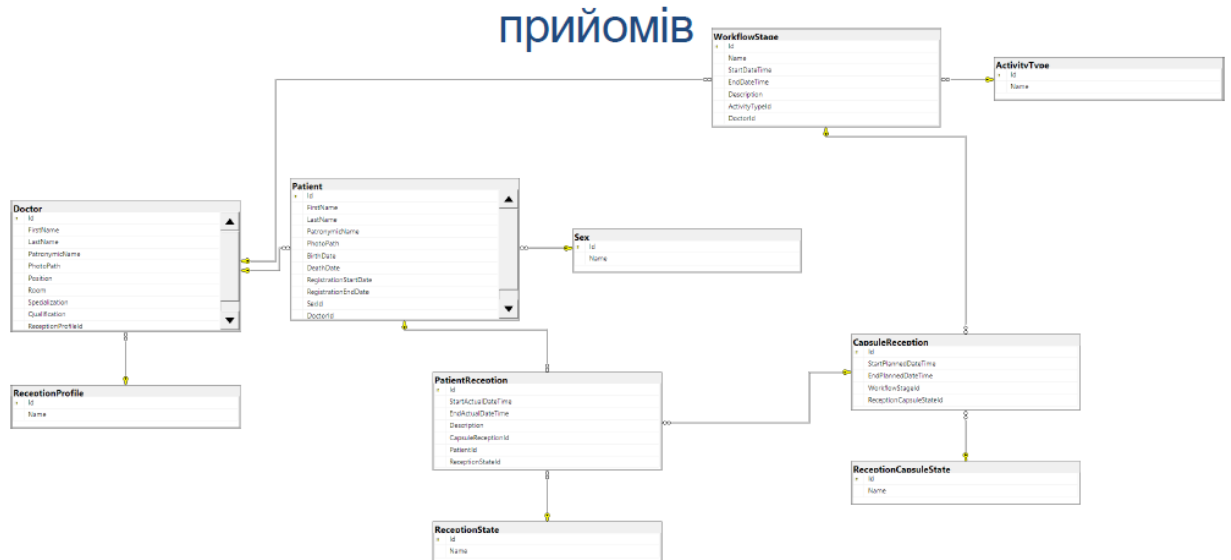 прийомів
WorkflowStage
Id
Name
StartDateTime
EndDateTime
Description
ActivityTypeId
DoctorId
ActivityType
Id
Name
Patient
Id
FirstName
LastName
PatronymicName
PhotoPath
BirthDate
DeathDate
RegistrationStartDate
RegistrationEndDate
SexId
DoctorId
Doctor
Id
FirstName
LastName
PatronymicName
PhotoPath
Position
Room
Specialization
Qualification
ReceptionProfileId
Sex
Id
Name
CapsuleReception
Id
StartPlannedDateTime
EndPlannedDateTime
WorkflowStageId
ReceptionCapsuleStateId
PatientReception
Id
StartActualDateTime
EndActualDateTime
Description
CapsuleReceptionId
PatientId
ReceptionStateId
ReceptionProfile
Id
Name
ReceptionCapsuleState
Id
Name
ReceptionState
Id
Name